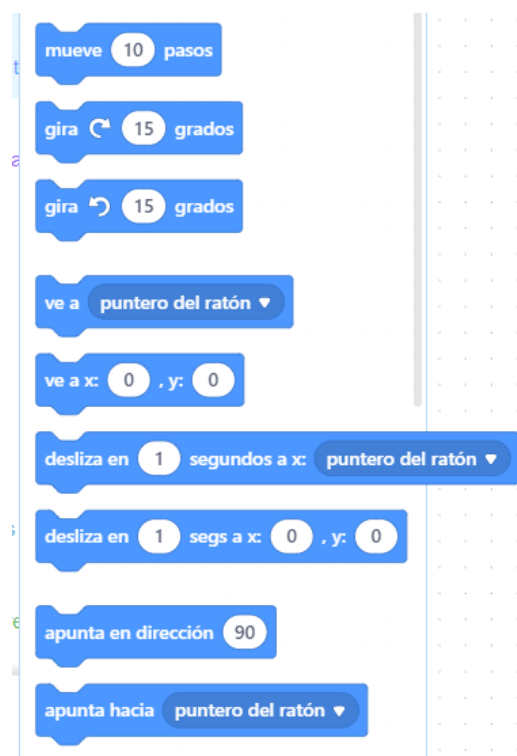 mueve 10 pasos
gira 15 grados
gira 15 grados
ve a puntero del ratón
ve a x: 0 , y: 0
desliza en 1 segundos a x: puntero del ratón
desliza en 1 segs a x: 0 , y: 0
apunta en dirección 90
apunta hacia puntero del ratón